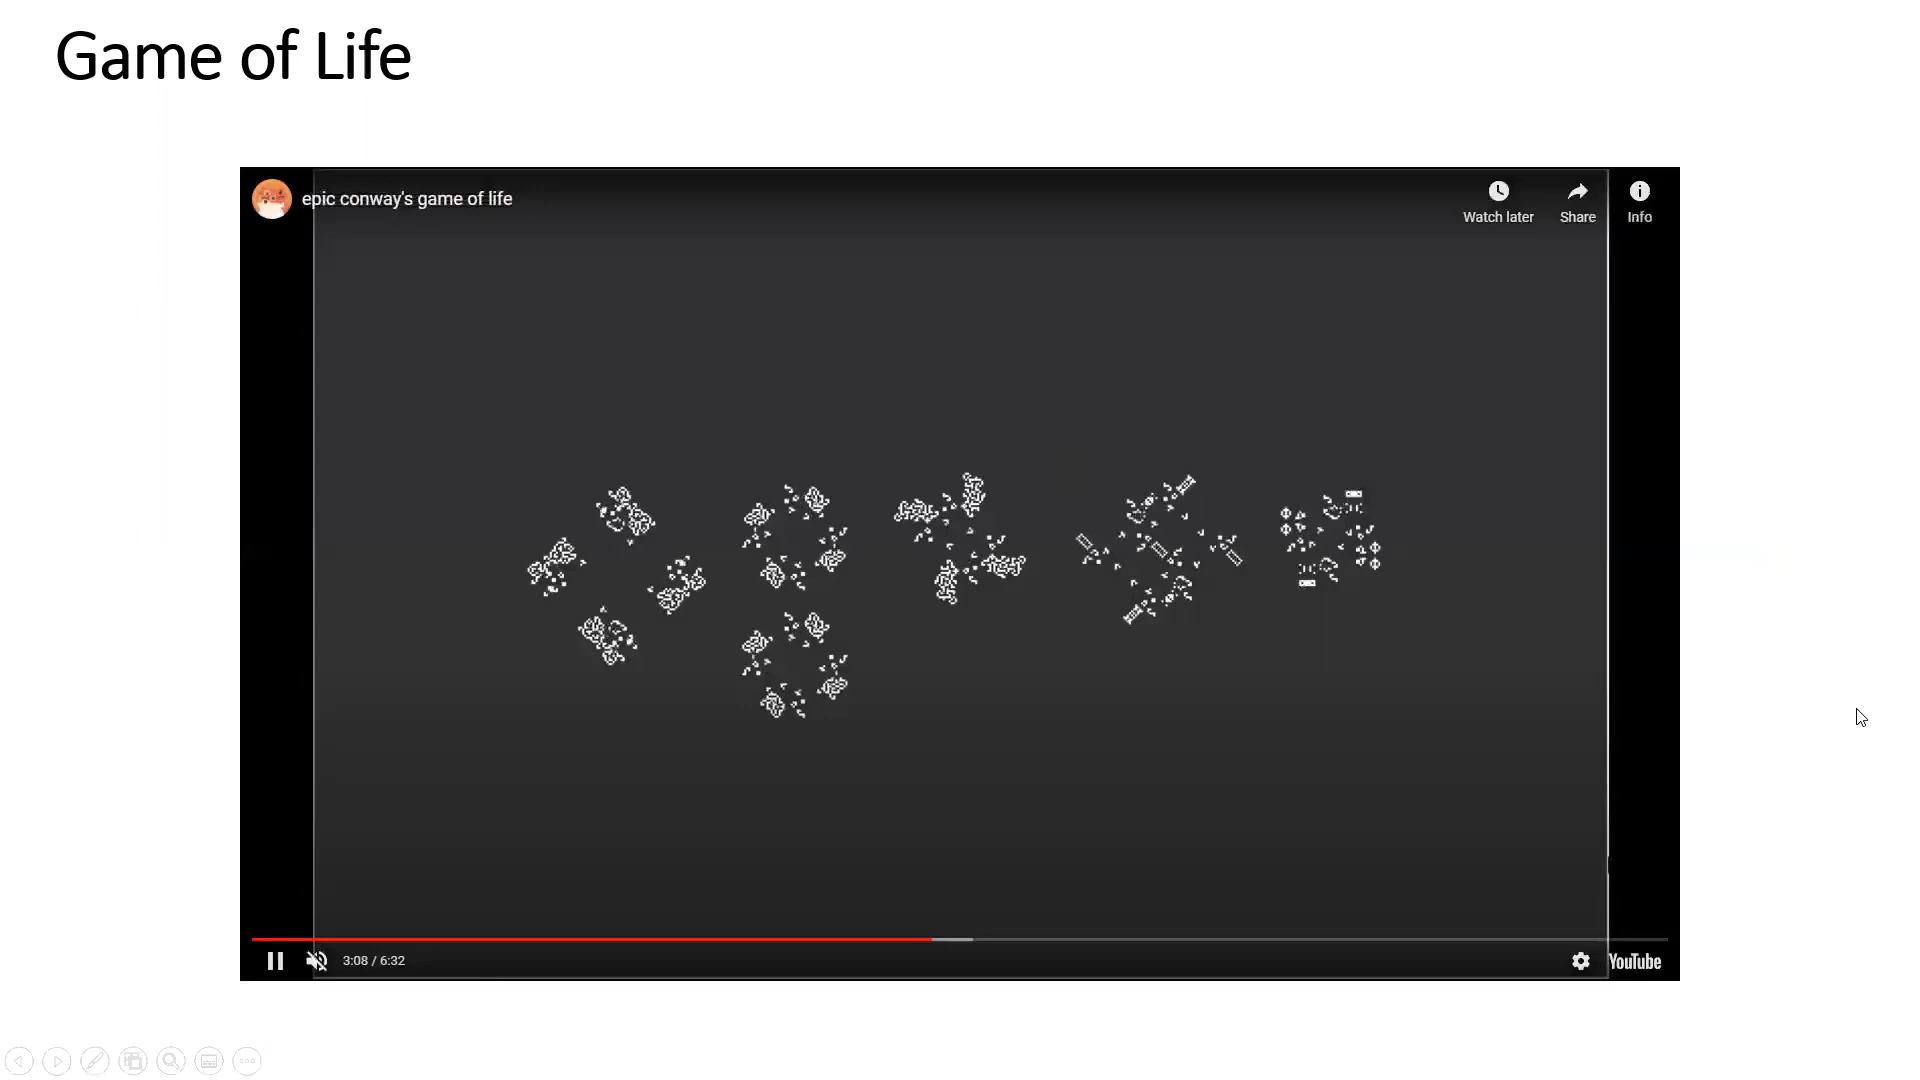 Game of Life
epic conway's game of life
Watch later
Share
Info
3:08 / 6:32
YouTube